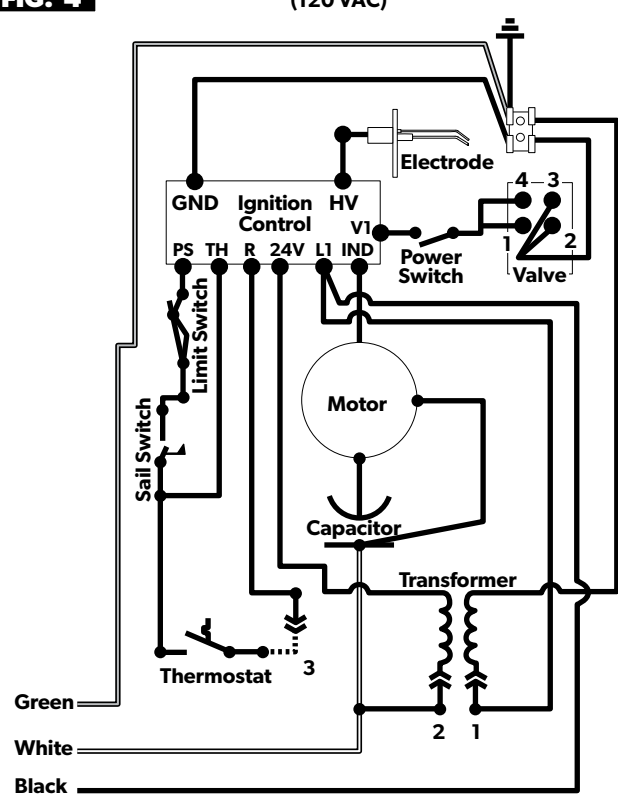 FIG. 4
(120 VAC)
Electrode
GND
Ignition
Control
HV
V1
4
3
1
2
PS
TH
R
24V
L1
IND
Power
Switch
Valve
Limit Switch
Motor
Sail Switch
Capacitor
Transformer
Thermostat
3
2
1
Green
White
Black